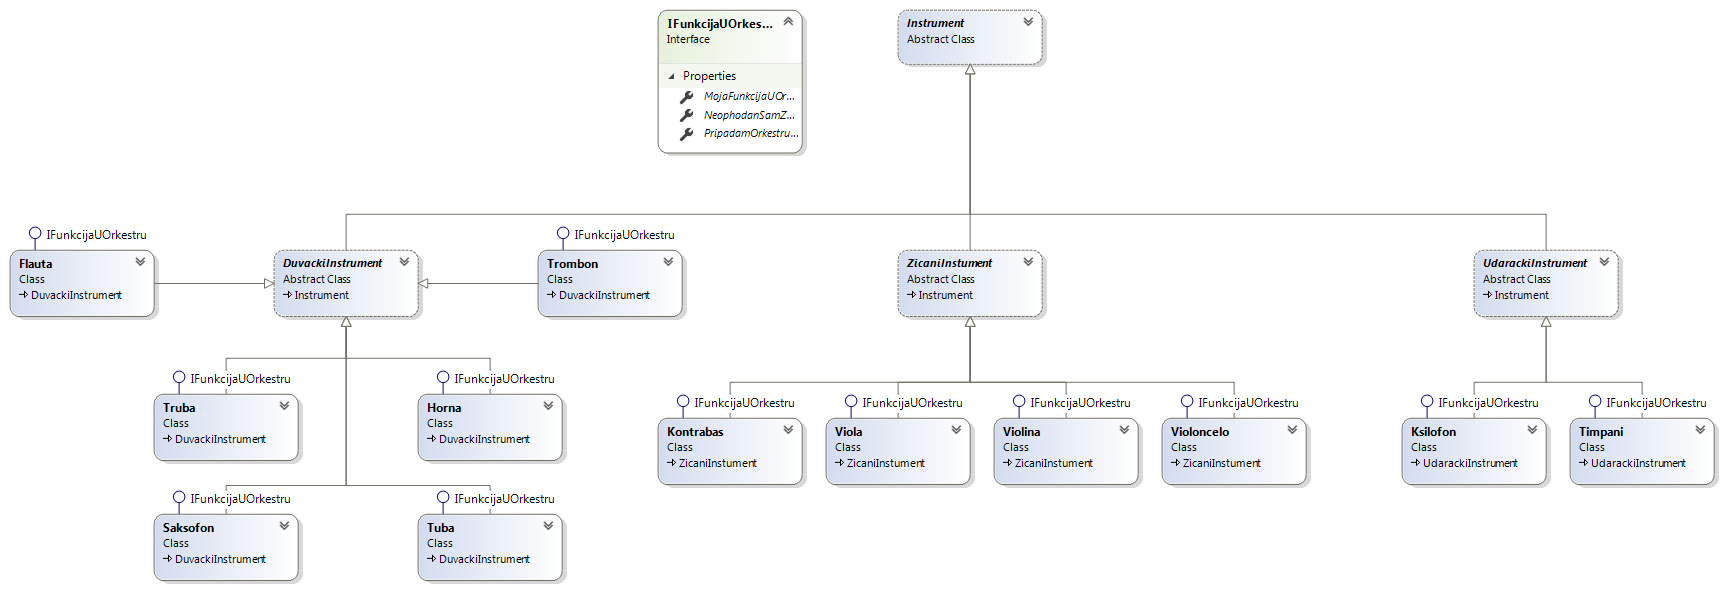 IFunkcijaUOrkes...
Interface
Properties
MojaFunkcijaUOr...
NeophodanSamZ...
PripadamOrkestru...
Instrument
Abstract Class
IFunkcijaUOrkestru
Flauta
Class
DuvackiInstrument
DuvackiInstrument
Abstract Class
Instrument
IFunkcijaUOrkestru
Trombon
Class
DuvackiInstrument
ZicaniInstument
Abstract Class
Instrument
UdarackiInstrument
Abstract Class
Instrument
IFunkcijaUOrkestru
Truba
Class
DuvackiInstrument
IFunkcijaUOrkestru
Horna
Class
DuvackiInstrument
IFunkcijaUOrkestru
Kontrabas
Class
ZicaniInstument
IFunkcijaUOrkestru
Viola
Class
ZicaniInstument
IFunkcijaUOrkestru
Violina
Class
ZicaniInstument
IFunkcijaUOrkestru
Violoncelo
Class
ZicaniInstument
IFunkcijaUOrkestru
Ksilofon
Class
UdarackiInstrument
IFunkcijaUOrkestru
Timpani
Class
UdarackiInstrument
IFunkcijaUOrkestru
Saksofon
Class
DuvackiInstrument
IFunkcijaUOrkestru
Tuba
Class
DuvackiInstrument